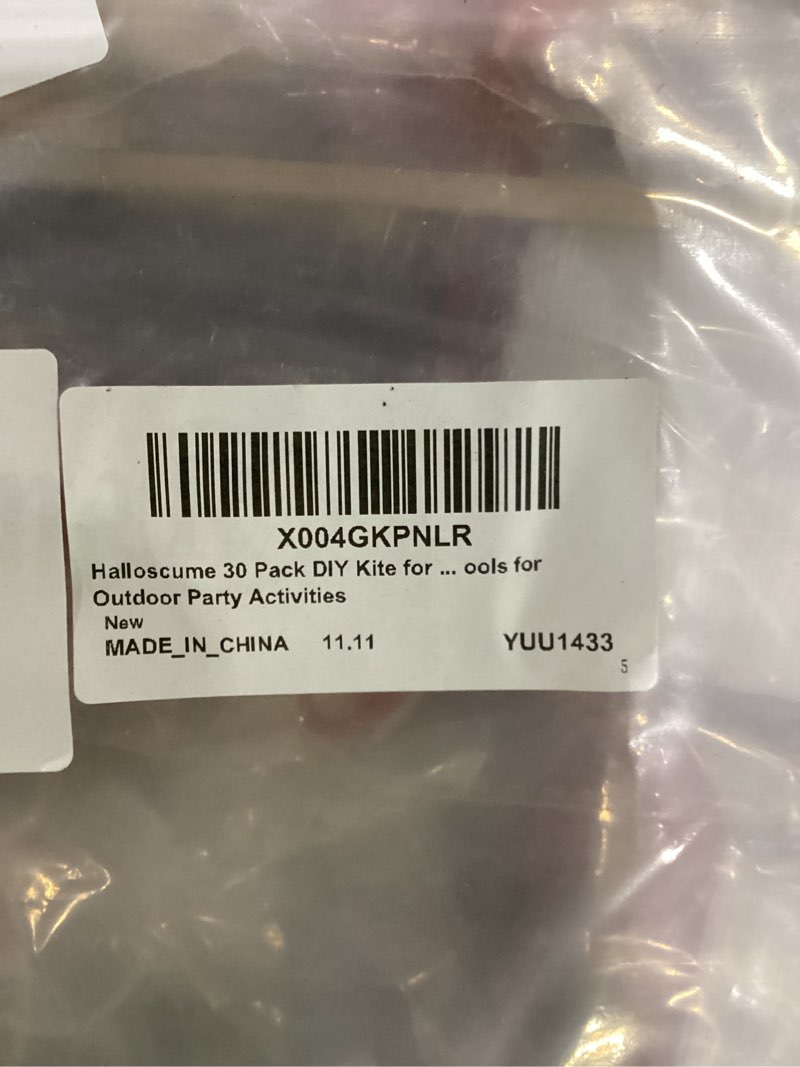 X004GKPNLR
Halloscume 30 Pack DIY Kite for ... ools for
Outdoor Party Activities
New
MADE_IN_CHINA 11.11 YUU1433
5